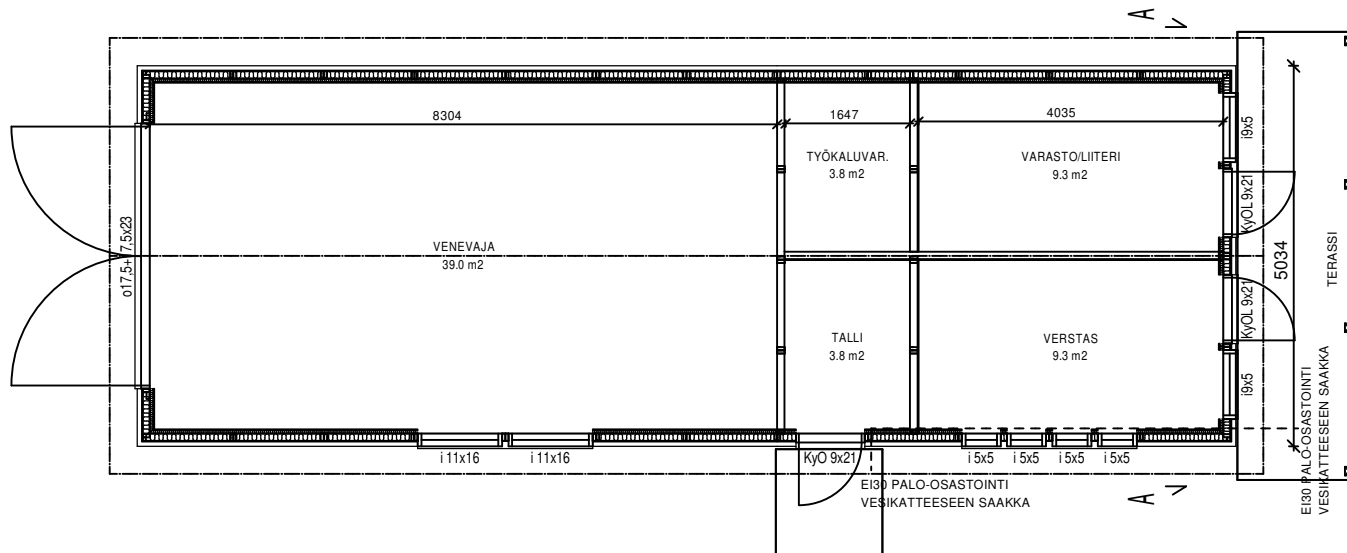 A
8304
1647
4035
i9x5
TYÖKALUVAR.
3.8 m2
VARASTO/LIITERI
9.3 m2
KyOL 9x21
o17,5+17,5x23
VENEVAJA
39.0 m2
5034
TERASSI
KyOL 9x21
TALLI
3.8 m2
VERSTAS
9.3 m2
i9x5
i 11x16
i 11x16
KyO 9x21
i 5x5
i 5x5
i 5x5
i 5x5
EI30 PALO-OSASTOINTI
VESIKATTEESEEN SAAKKA
A
EI30 PALO-OSASTOINTI
VESIKATTEESEEN SAAKKA